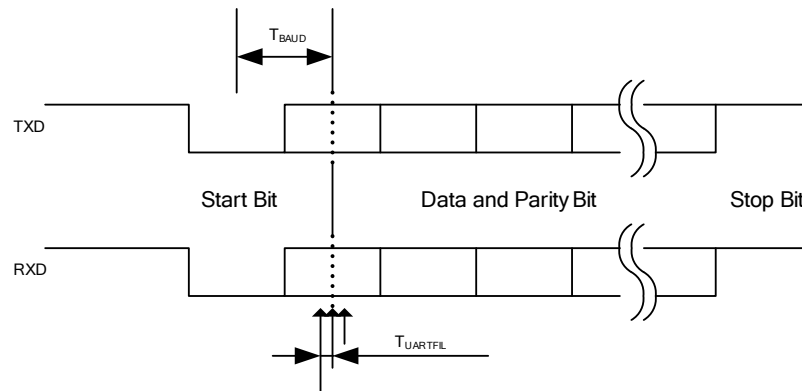 TBAUD
TXD
Start Bit
Data and Parity Bit
Stop Bit
RXD
TUARTFIL